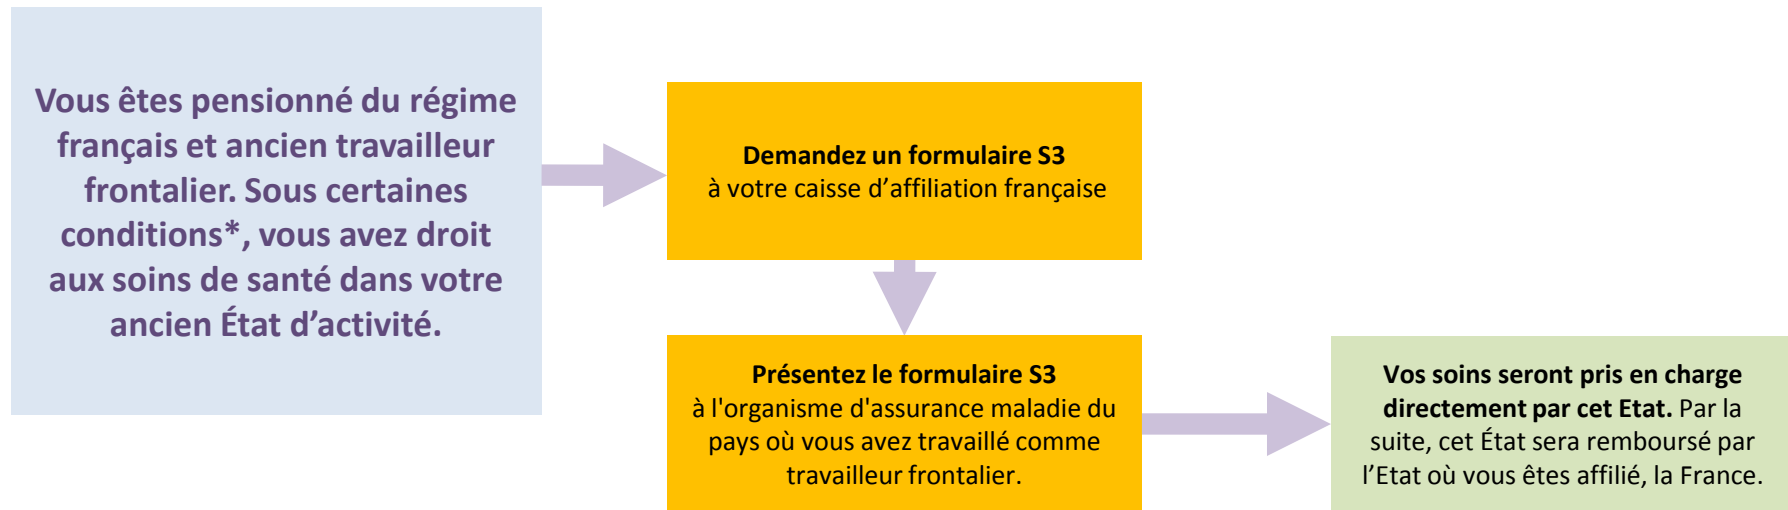 Vous êtes pensionné du régime
français et ancien travailleur
frontalier. Sous certaines
conditions*, vous avez droit
aux soins de santé dans votre
ancien État d’activité.
Demandez un formulaire S3
à votre caisse d’affiliation française
Présentez le formulaire S3
à l'organisme d'assurance maladie du
pays où vous avez travaillé comme
travailleur frontalier.
Vos soins seront pris en charge
directement par cet Etat. Par la
suite, cet État sera remboursé par
l’Etat où vous êtes affilié, la France.